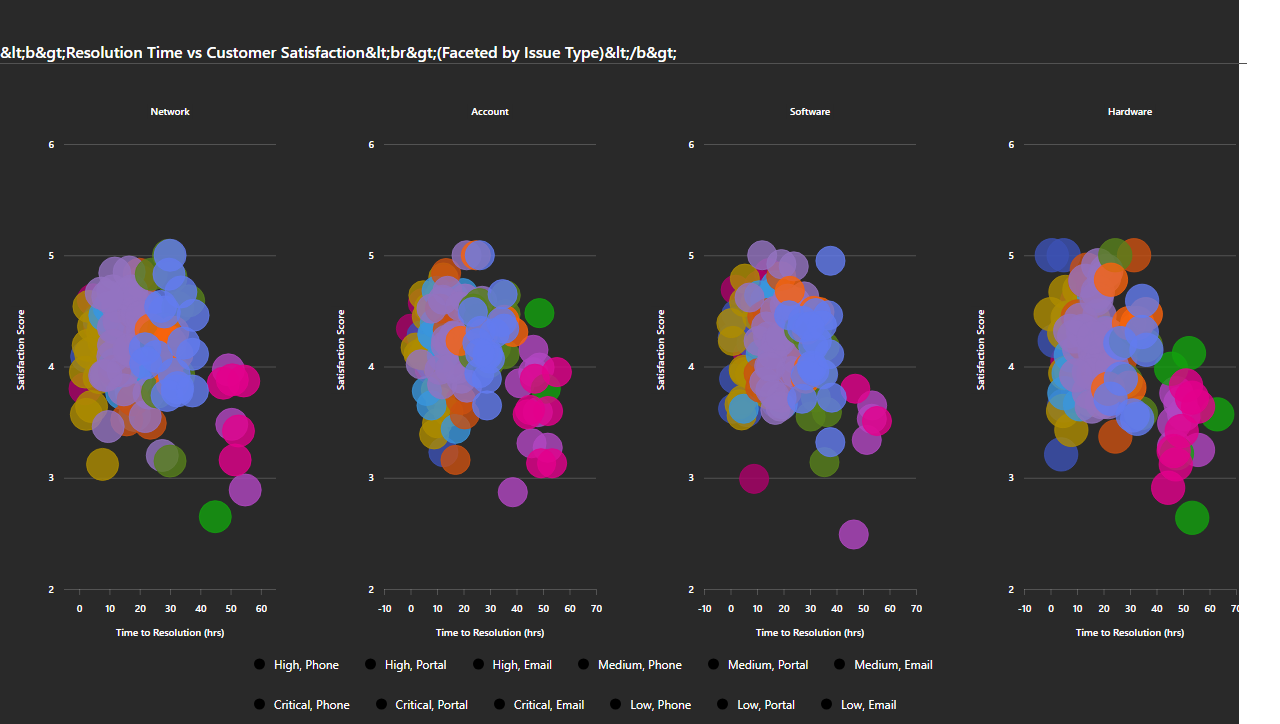 &lt;b&gt;Resolution Time vs Customer Satisfaction&lt;br&gt;(Faceted by Issue Type)&lt;/b&gt;
Network Account Software Hardware
6 6 6 6
5 5 5 5
Satisfaction Score Satisfaction Score Satisfaction Score Satisfaction Score
4 4 4 4
3 3 3 3
2 2 2 2
0 10 20 30 40 50 60 -10 0 10 20 30 40 50 60 70 -10 0 10 20 30 40 50 60 70 -10 0 10 20 30 40 50 60 70
Time to Resolution (hrs) Time to Resolution (hrs) Time to Resolution (hrs) Time to Resolution (hrs)
High, Phone High, Portal High, Email Medium, Phone Medium, Portal Medium, Email
Critical, Phone Critical, Portal Critical, Email Low, Phone Low, Portal Low, Email